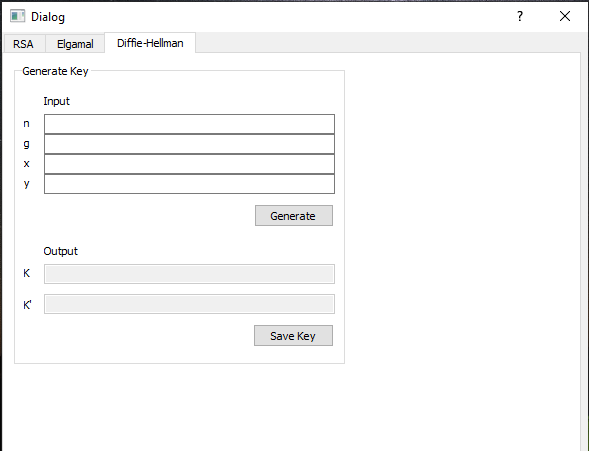 Dialog
?
RSA Elgamal Diffie-Hellman
Generate Key
Input
n
g
x
y
Generate
Output
K
K'
Save Key